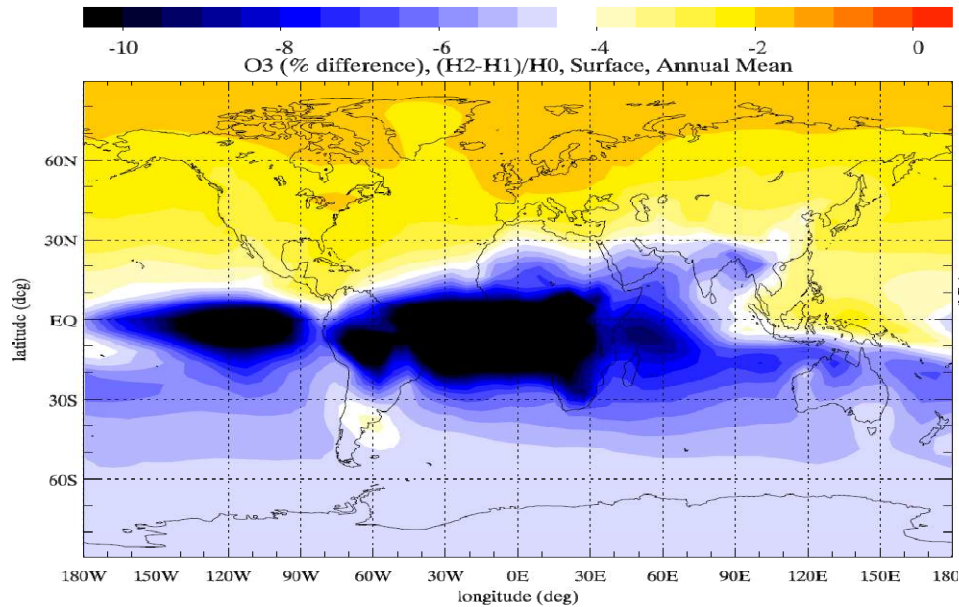 -10 -8 -6 -4 -2 0
O3 (% difference), (H2-H1)/H0, Surface, Annual Mean
60N
30N
EQ
30S
60S
latitude (deg)
180W 150W 120W 90W 60W 30W 0E 30E 60E 90E 120E 150E 180E
longitude (deg)